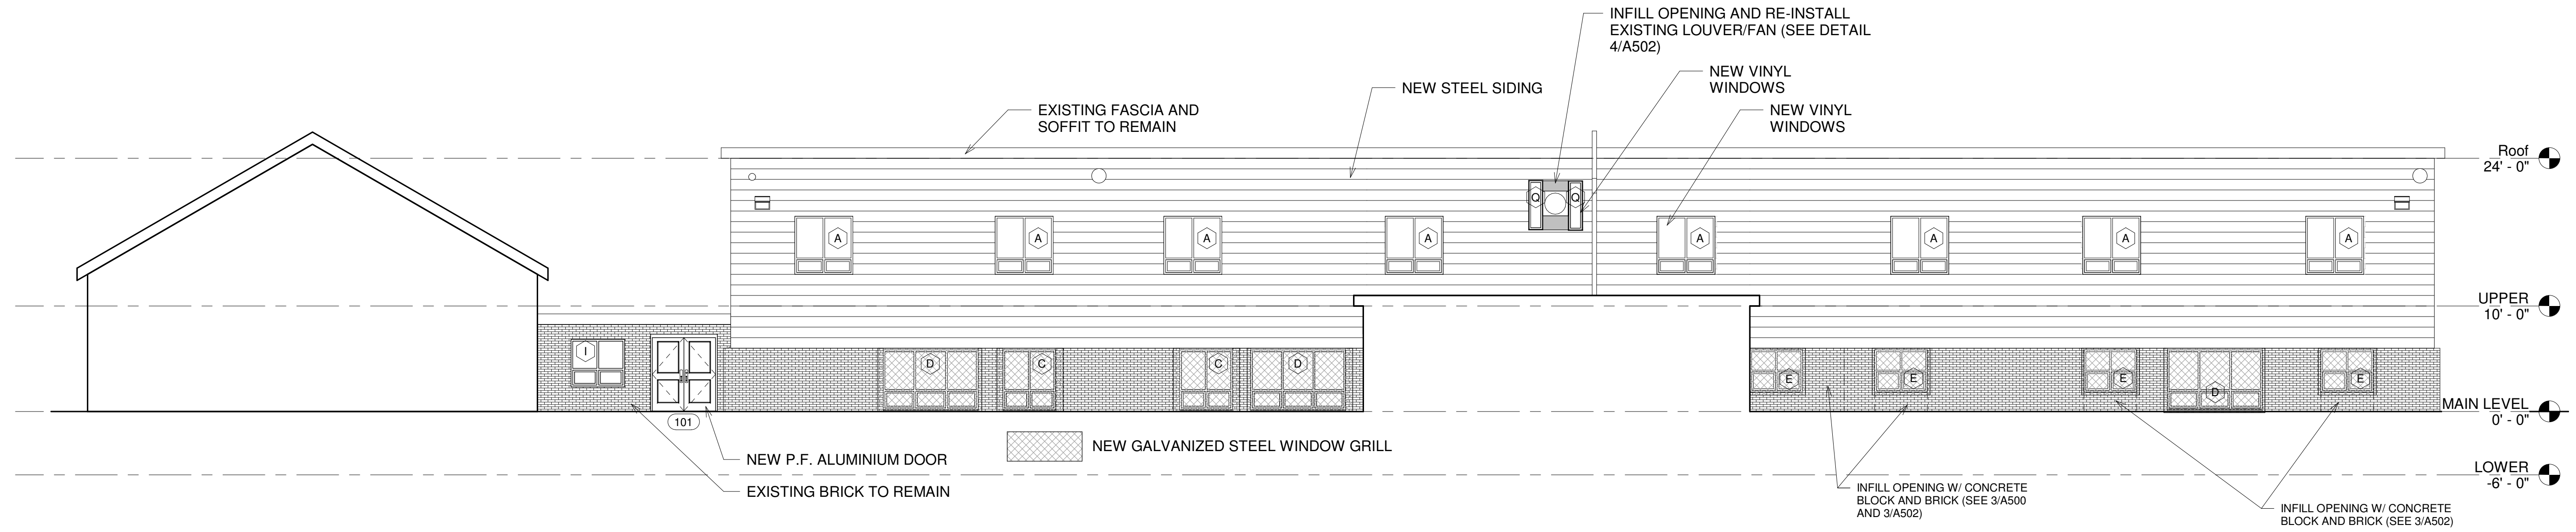 INFILL OPENING AND RE-INSTALL
EXISTING LOUVER/FAN (SEE DETAIL
4/A502)
NEW VINYL
WINDOWS
NEW STEEL SIDING
EXISTING FASCIA AND
SOFFIT TO REMAIN
NEW VINYL
WINDOWS
Roof
24' - 0"
Q
Q
A
A
A
A
A
A
A
A
UPPER
10' - 0"
I
D
C
C
D
E
E
E
D
E
MAIN LEVEL
0' - 0"
101
NEW GALVANIZED STEEL WINDOW GRILL
NEW P.F. ALUMINIUM DOOR
EXISTING BRICK TO REMAIN
LOWER
-6' - 0"
INFILL OPENING W/ CONCRETE
BLOCK AND BRICK (SEE 3/A500
AND 3/A502)
INFILL OPENING W/ CONCRETE
BLOCK AND BRICK (SEE 3/A502)